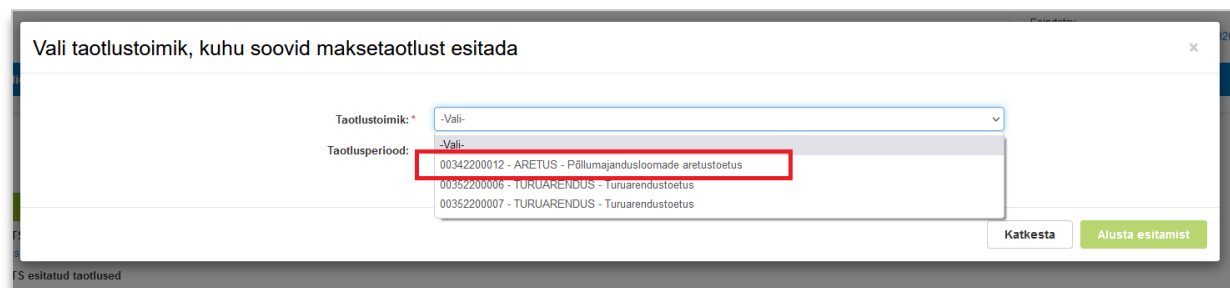 Vali taotlustoimik, kuhu soovid maksetaotlust esitada
×
Taotlustoimik: *
-Vali-
Taotlusperiood:
-Vali-
00342200012 - ARETUS - Põllumajandusloomade aretustoetus
00352200006 - TURUARENDUS - Turuarendustoetus
00352200007 - TURUARENDUS - Turuarendustoetus
Katkesta
Alusta esitamist
TS esitatud taotlused